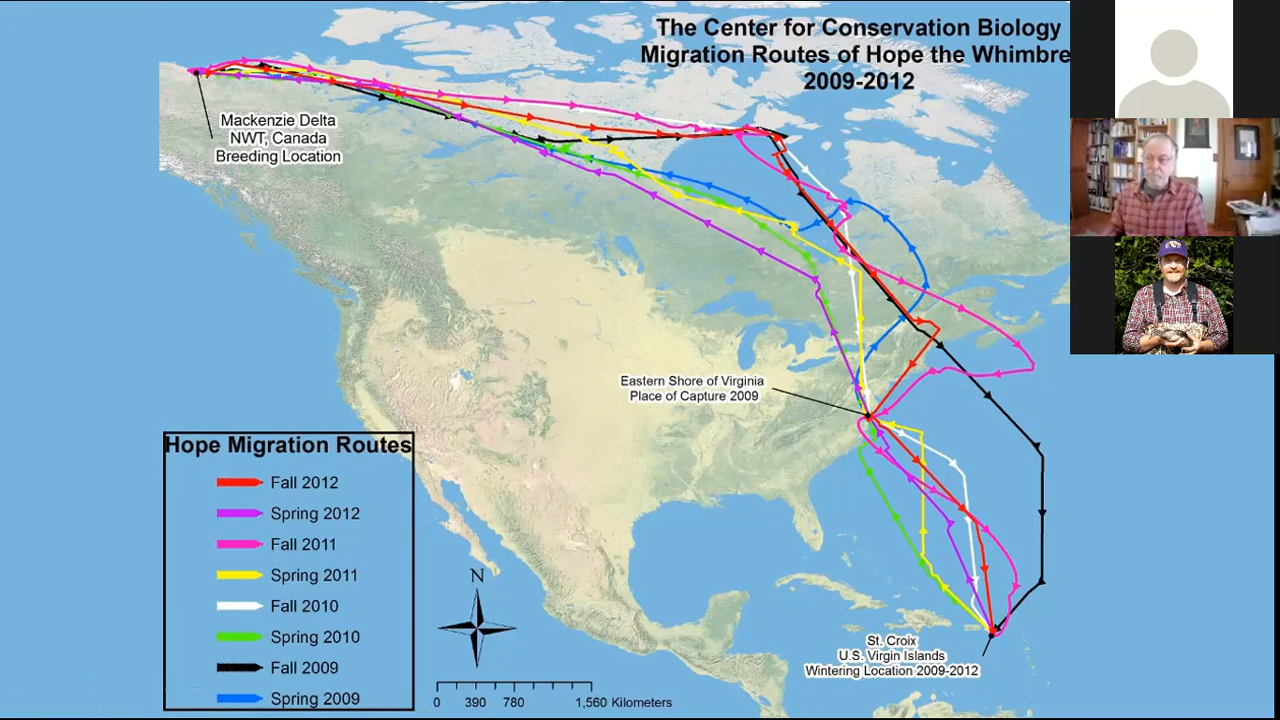 The Center for Conservation Biology
Migration Routes of Hope the Whimbre
2009-2012
Mackenzie Delta
NWT, Canada
Breeding Location
Eastern Shore of Virginia
Place of Capture 2009
Hope Migration Routes
Fall 2012
Spring 2012
Fall 2011
Spring 2011
Fall 2010
Spring 2010
Fall 2009
Spring 2009
N
0 390 780 1,560 Kilometers
St. Croix
U.S. Virgin Islands
Wintering Location 2009-2012